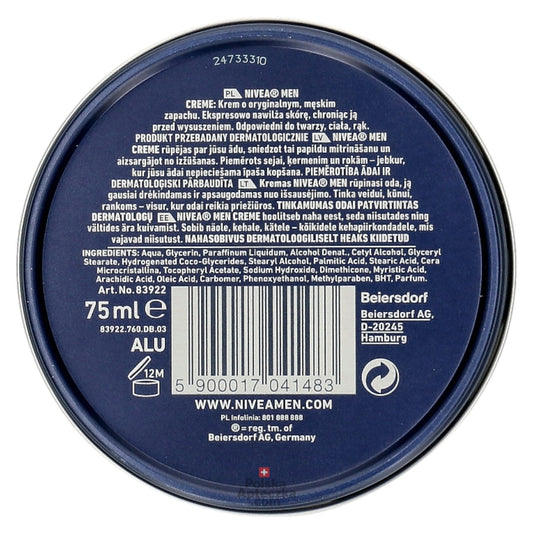 24733310
PL NIVEA® MEN
CREME: Krem o oryginalnym, męskim
zapachu. Ekspresowo nawilża skórę, chroniąc ją
przed wysuszeniem. Odpowiedni do twarzy, ciała, rąk.
PRODUKT PRZEBADANY DERMATOLOGICZNIE LV NIVEA® MEN
CREME rūpējas par jūsu ādu, sniedzot tai papildu mitrināšanu un
aizsargājot no izžūšanas. Piemērots sejai, ķermenim un rokām – jebkur,
kur jūsu ādai nepieciešama īpaša kopšana. PIEMĒROTĪBA ĀDAI IR
DERMATOLOĢISKI PĀRBAUDĪTA LT Kremas NIVEA® MEN rūpinasi oda, ją
drėkindamas ir apsaugodamas nuo išsausėjimo. Tinka veidui, kūnui,
rankoms – visur, kur odai reikia priežiūros. TINKAMUMAS ODAI PATVIRTINTAS
DERMATOLOGŲ EE NIVEA® MEN CREME hoolitseb naha eest, seda niisutades ning
vältides ära kuivamist. Sobib näole, kehale, kätele – kõikidele kehapiirkondadele, mis
vajavad niisutust. NAHASOBIVUS DERMATOLOOGILISELT HEAKS KIIDETUD
INGREDIENTS: Aqua, Glycerin, Paraffinum Liquidum, Alcohol Denat., Cetyl Alcohol, Glyceryl
Stearate, Hydrogenated Coco-Glycerides, Stearyl Alcohol, Palmitic Acid, Stearic Acid, Cera
Microcristallina, Tocopheryl Acetate, Sodium Hydroxide, Dimethicone, Myristic Acid,
Arachidic Acid, Oleic Acid, Carbomer, Phenoxyethanol, Methylparaben, BHT, Parfum.
Art.No. 83922
75 ml e
83922.760.DB.03
ALU
12M
5 900017 041483
Beiersdorf
Beiersdorf AG,
D-20245
Hamburg
WWW.NIVEAMEN.COM
PL Infolinia: 801 888 888
® = reg. tm. of
Beiersdorf AG, Germany
Polska
Apteczka
.com